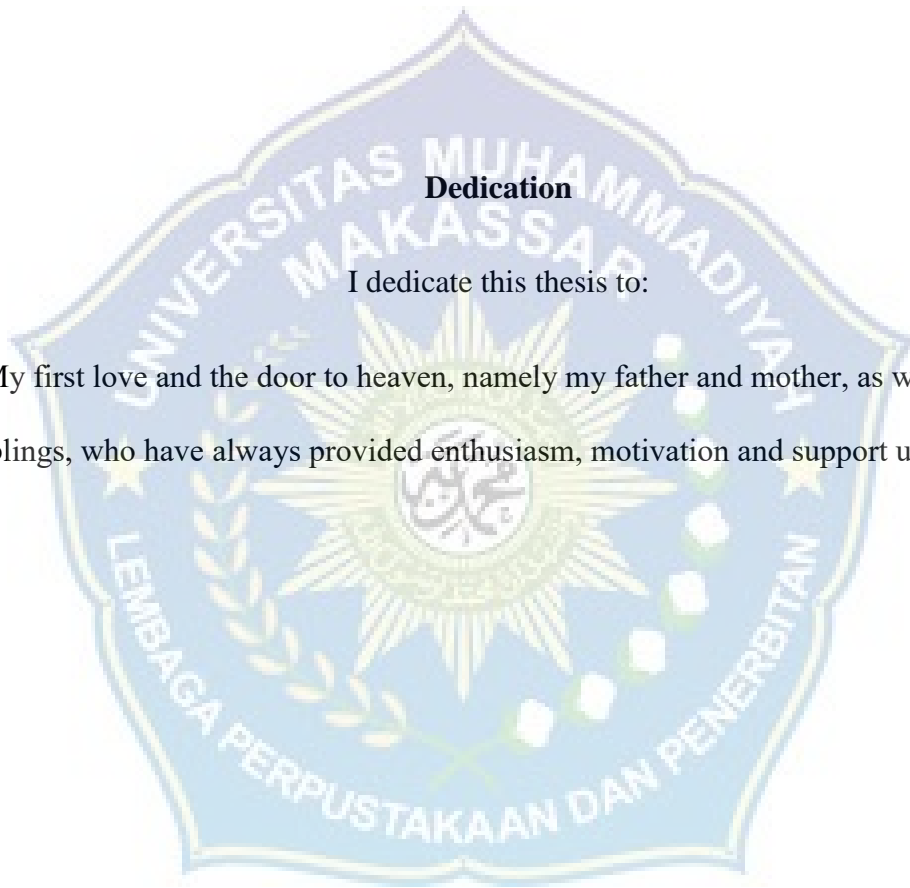 UNIVERSITAS MUHAMMADIYAH
MAKASSAR
Dedication
I dedicate this thesis to:
My first love and the door to heaven, namely my father and mother, as w
lings, who have always provided enthusiasm, motivation and support u
LEMBAGA PERPUSTAKAAN DAN PENERBITAN